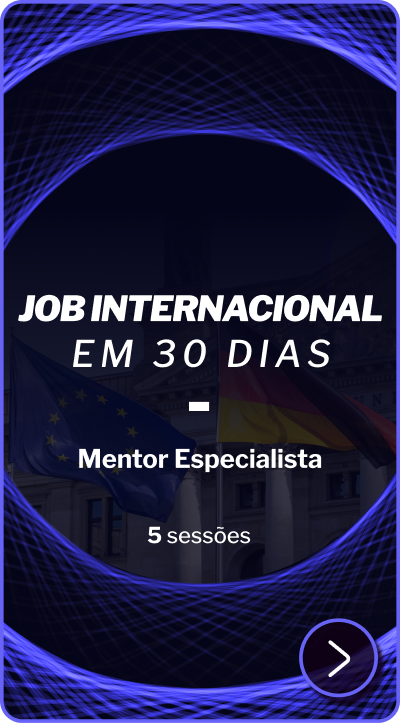 JOB INTERNACIONAL
EM 30 DIAS
Mentor Especialista
5 sessões